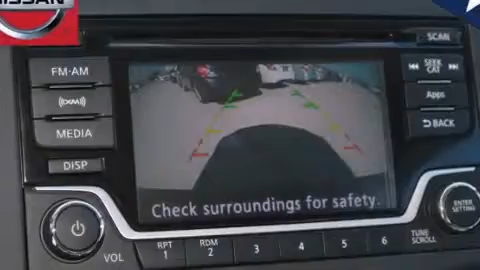 NISSAN
SCAN
FM·AM
SEEK
CAT
(XM)
Apps
MEDIA
BACK
DISP
Check surroundings for safety.
ENTER
SETTING
VOL
RPT
1
RDM
2
3
4
5
6
TUNE
SCROLL